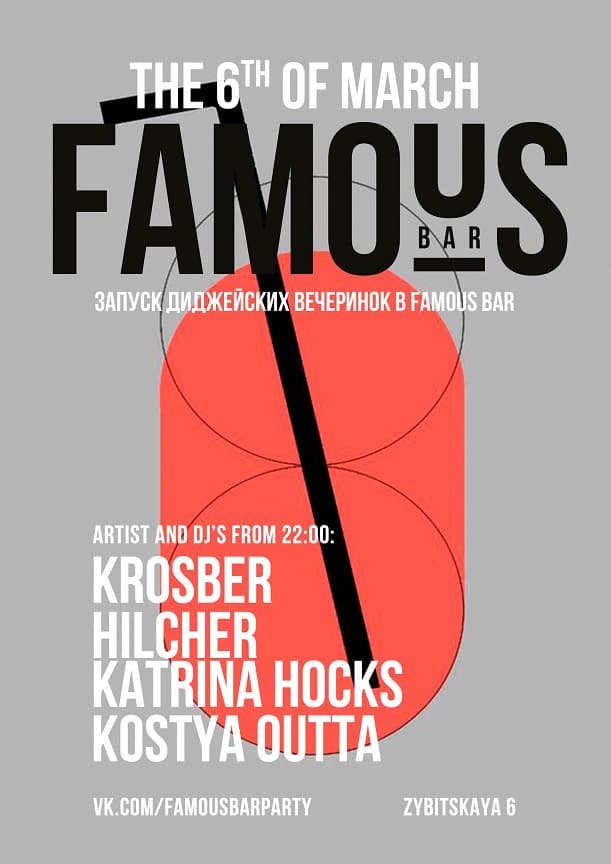 THE 6TH OF MARCH
FAMOUS
BAR
ЗАПУСК ДИДЖЕЙСКИХ ВЕЧЕРИНОК В FAMOUS BAR
ARTIST AND DJ'S FROM 22:00:
KROSBER
HILCHER
KATRINA HOCKS
KOSTYA OUTTA
VK.COM/FAMOUSBARPARTY ZYBITSKAYA 6